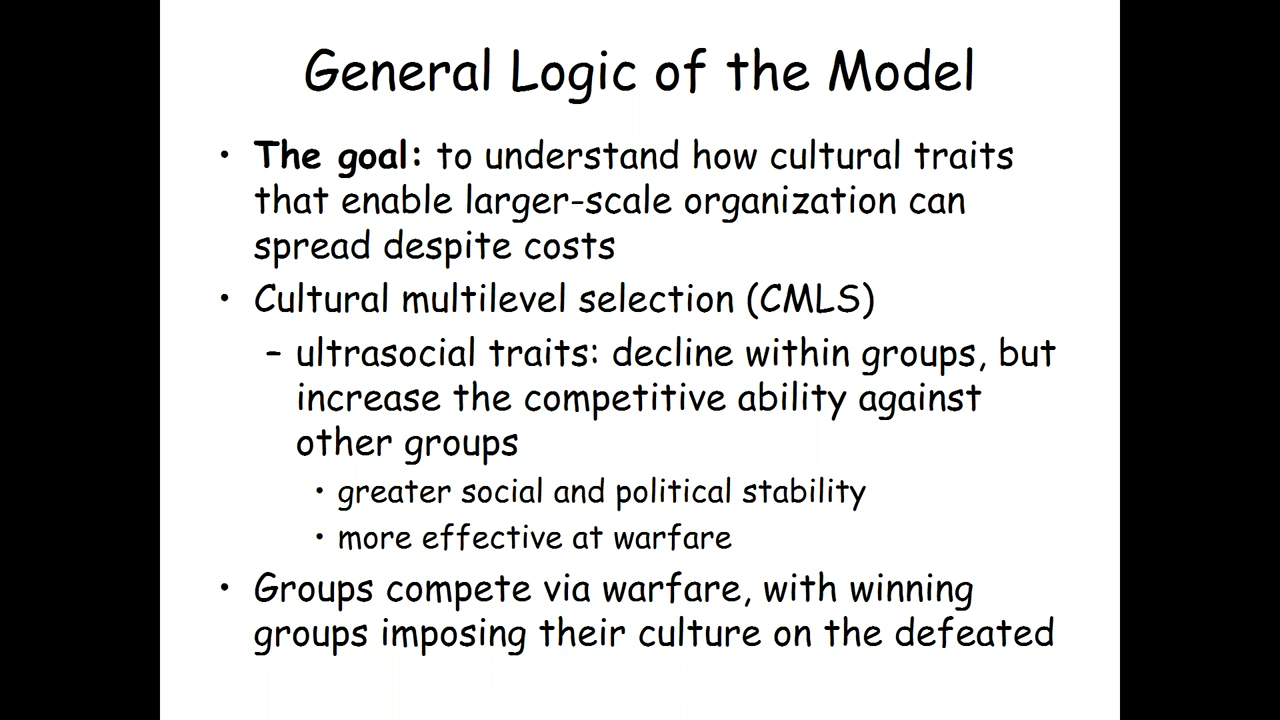 General Logic of the Model
• The goal: to understand how cultural traits
that enable larger-scale organization can
spread despite costs
• Cultural multilevel selection (CMLS)
– ultrasocial traits: decline within groups, but
increase the competitive ability against
other groups
• greater social and political stability
• more effective at warfare
• Groups compete via warfare, with winning
groups imposing their culture on the defeated